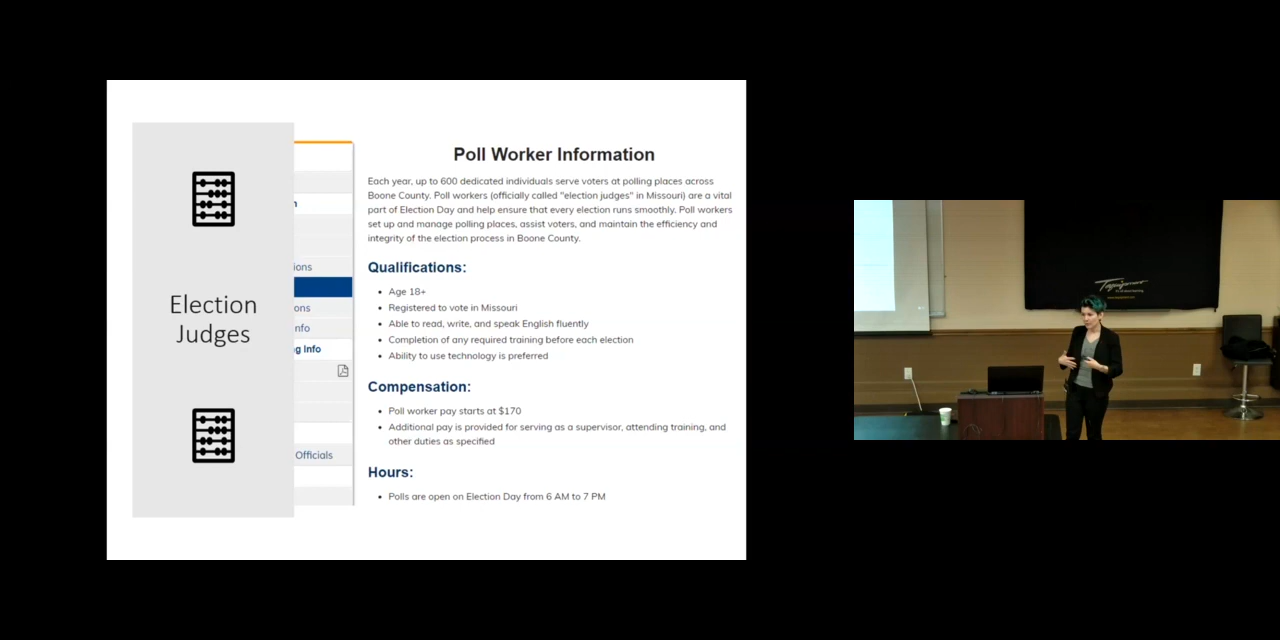 Election
Judges
n
ions
ons
nfo
g Info
Officials
Poll Worker Information
Each year, up to 600 dedicated individuals serve voters at polling places across
Boone County. Poll workers (officially called "election judges" in Missouri) are a vital
part of Election Day and help ensure that every election runs smoothly. Poll workers
set up and manage polling places, assist voters, and maintain the efficiency and
integrity of the election process in Boone County.
Qualifications:
• Age 18+
• Registered to vote in Missouri
• Able to read, write, and speak English fluently
• Completion of any required training before each election
• Ability to use technology is preferred
Compensation:
• Poll worker pay starts at $170
• Additional pay is provided for serving as a supervisor, attending training, and
other duties as specified
Hours:
• Polls are open on Election Day from 6 AM to 7 PM